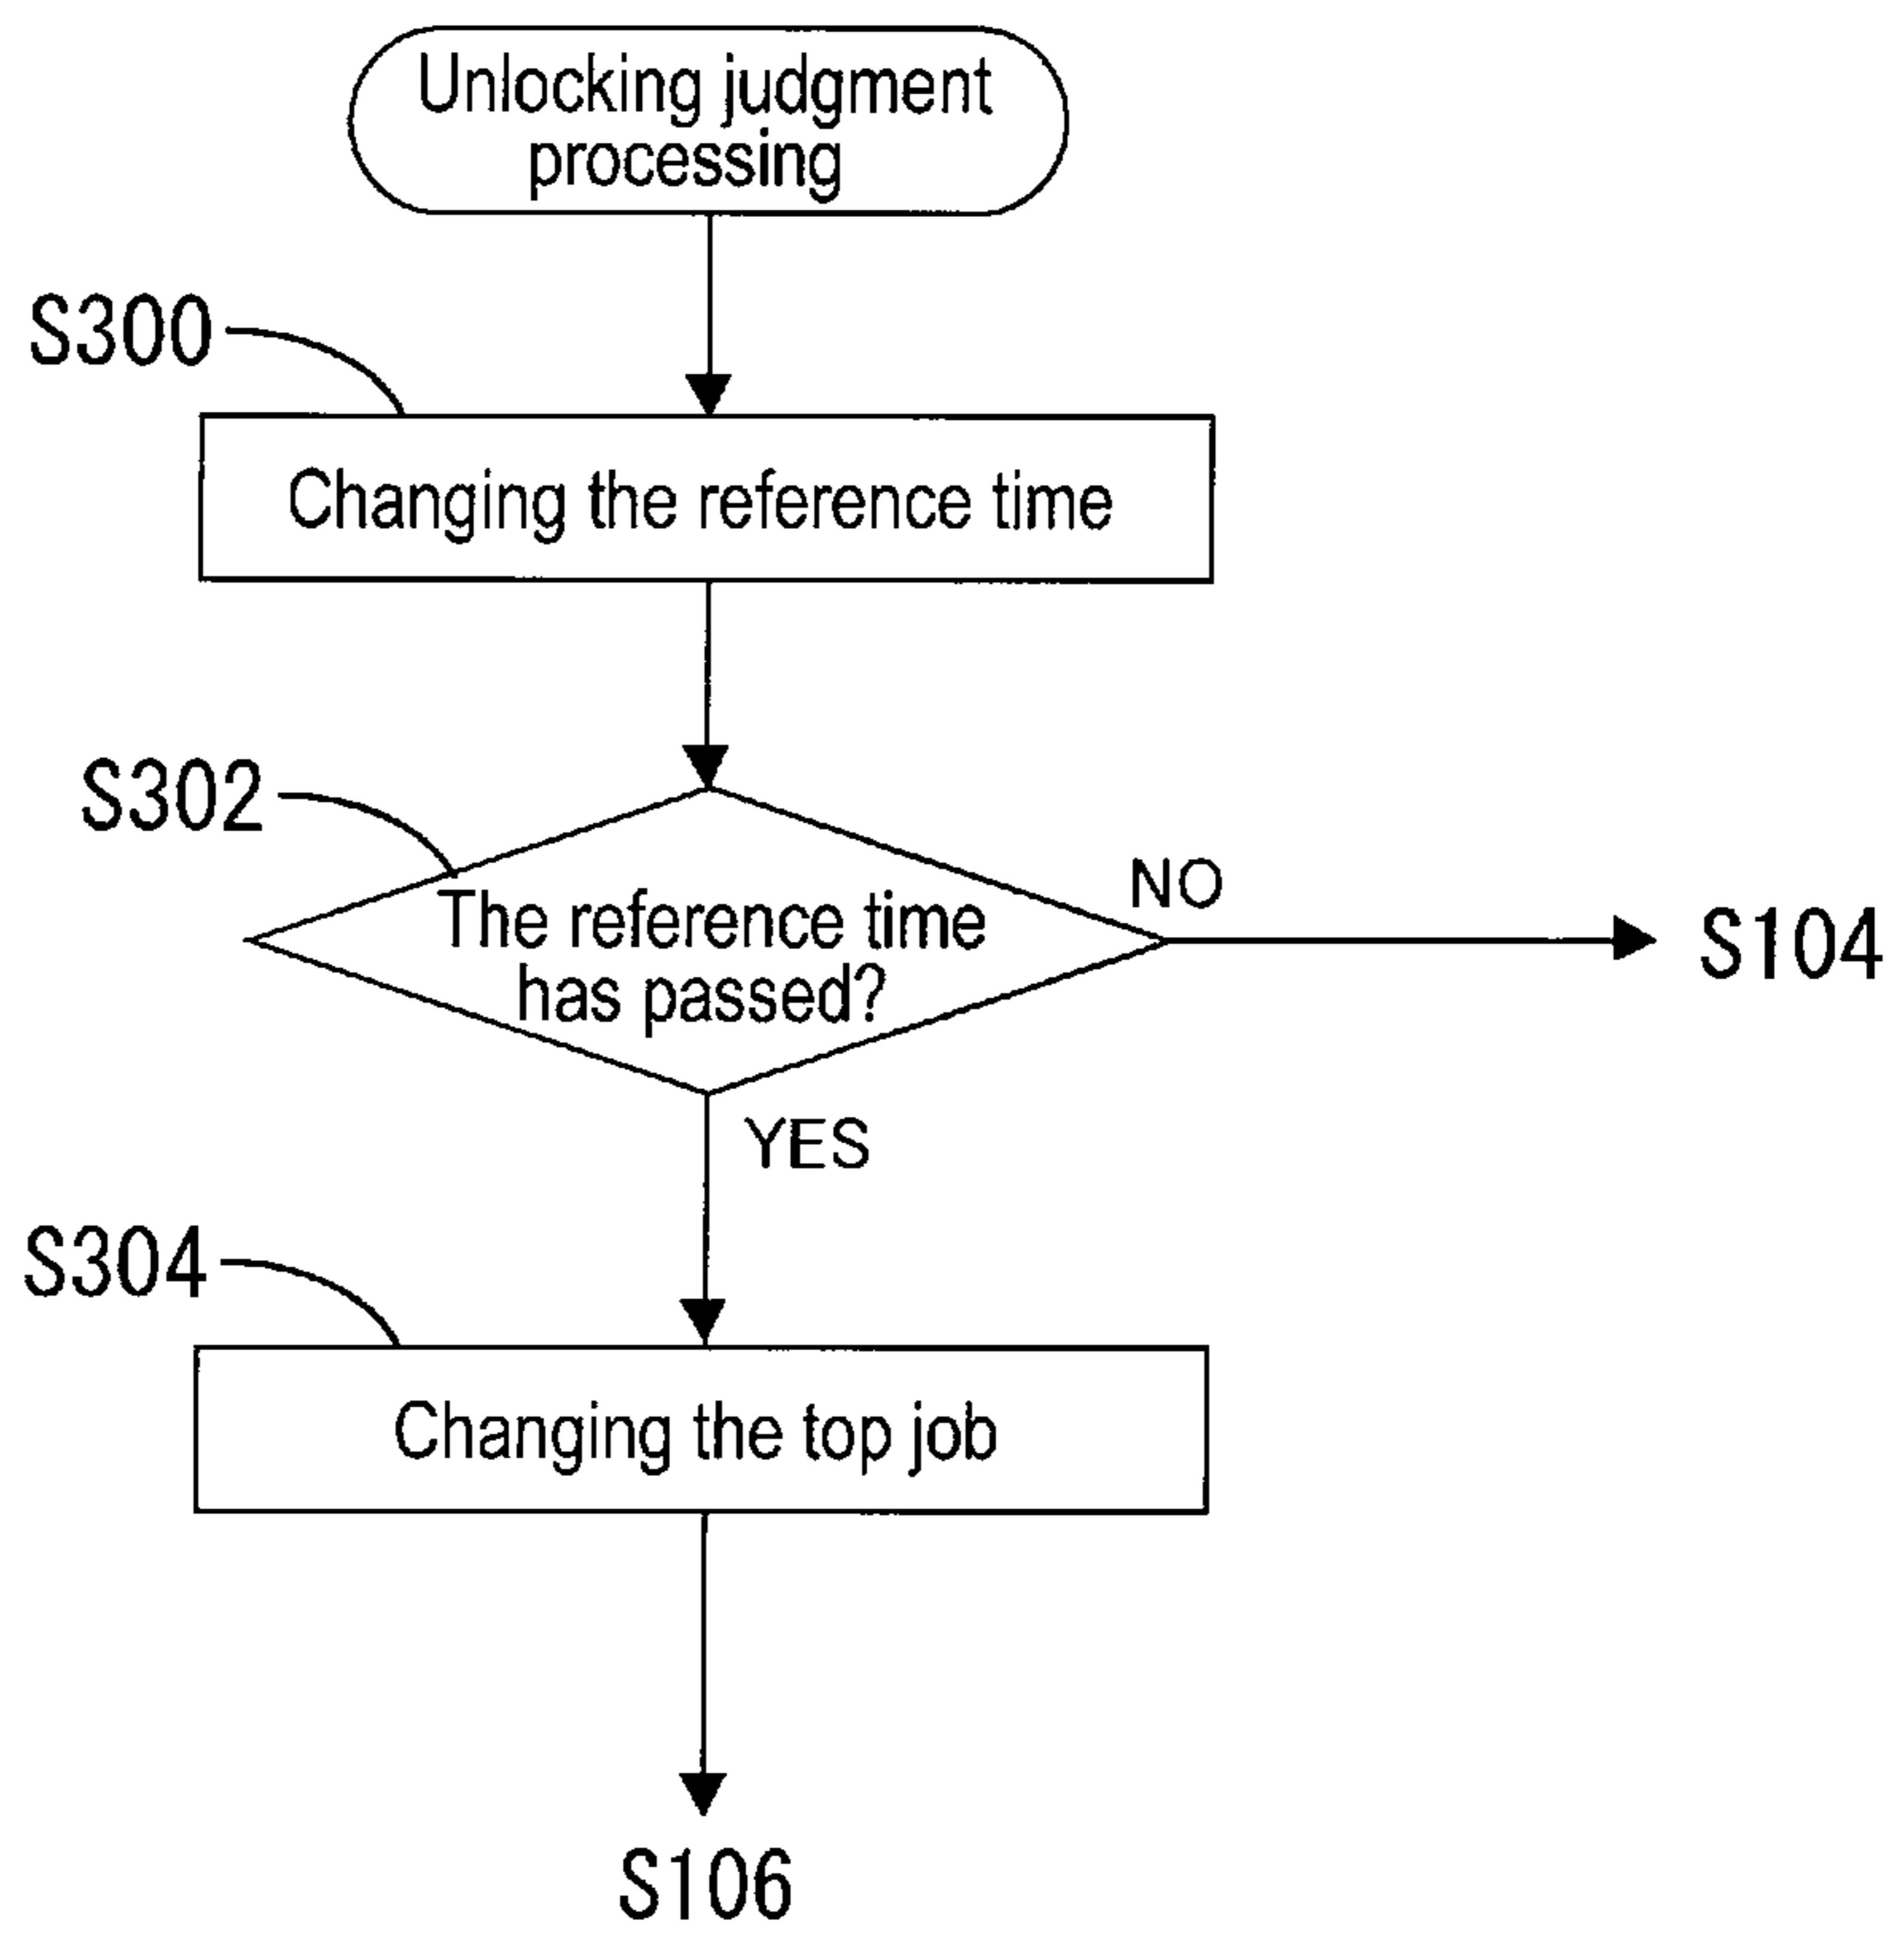 Unlocking judgment
processing
S300
Changing the reference time
S302
The reference time
has passed?
NO
S104
YES
S304
Changing the top job
S106